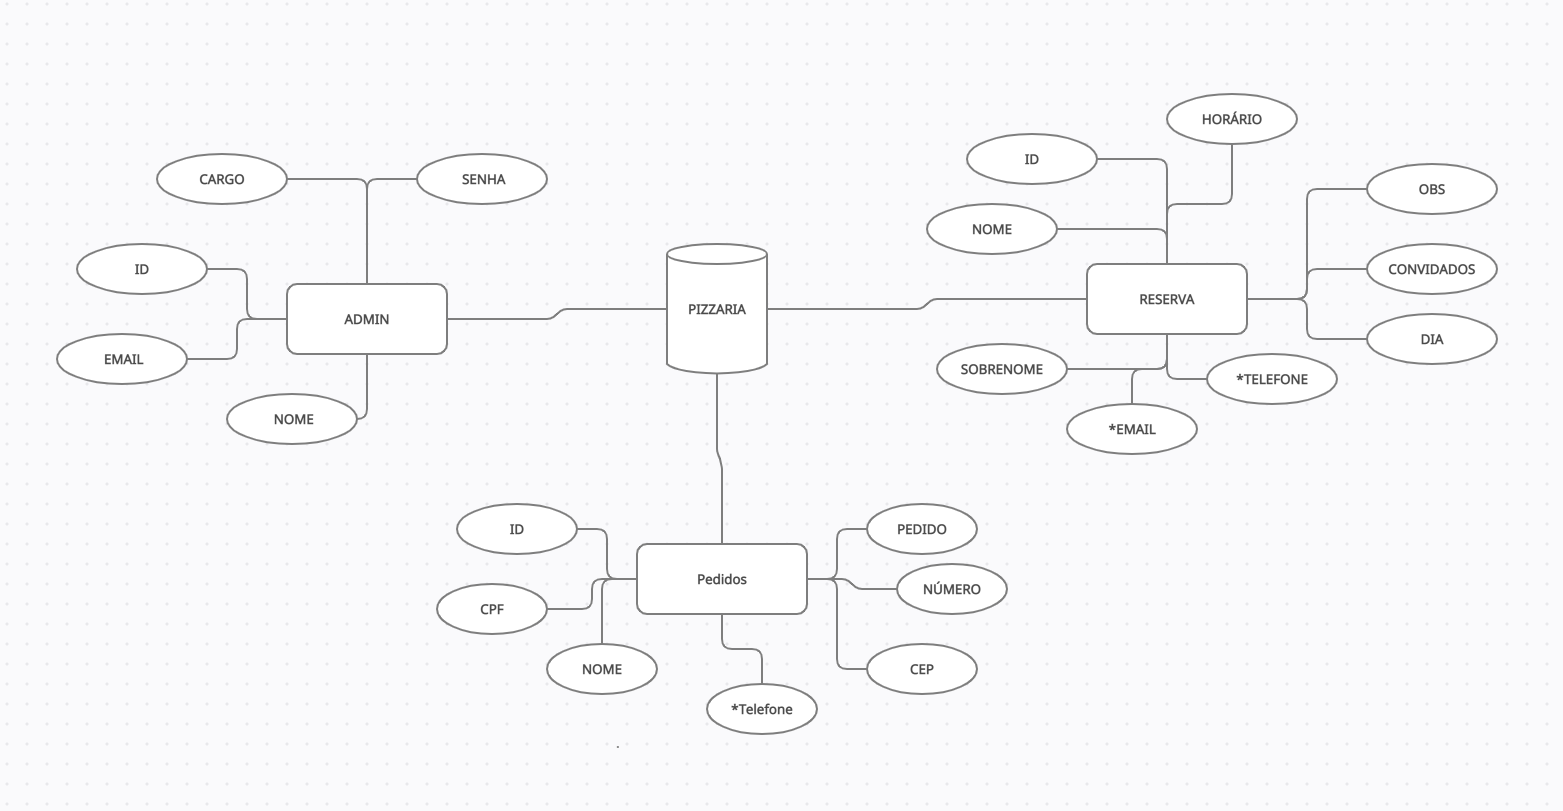 HORÁRIO
ID
CARGO
SENHA
OBS
NOME
ID
CONVIDADOS
RESERVA
PIZZARIA
ADMIN
DIA
EMAIL
SOBRENOME
*TELEFONE
NOME
*EMAIL
ID
PEDIDO
Pedidos
NÚMERO
CPF
NOME
CEP
*Telefone